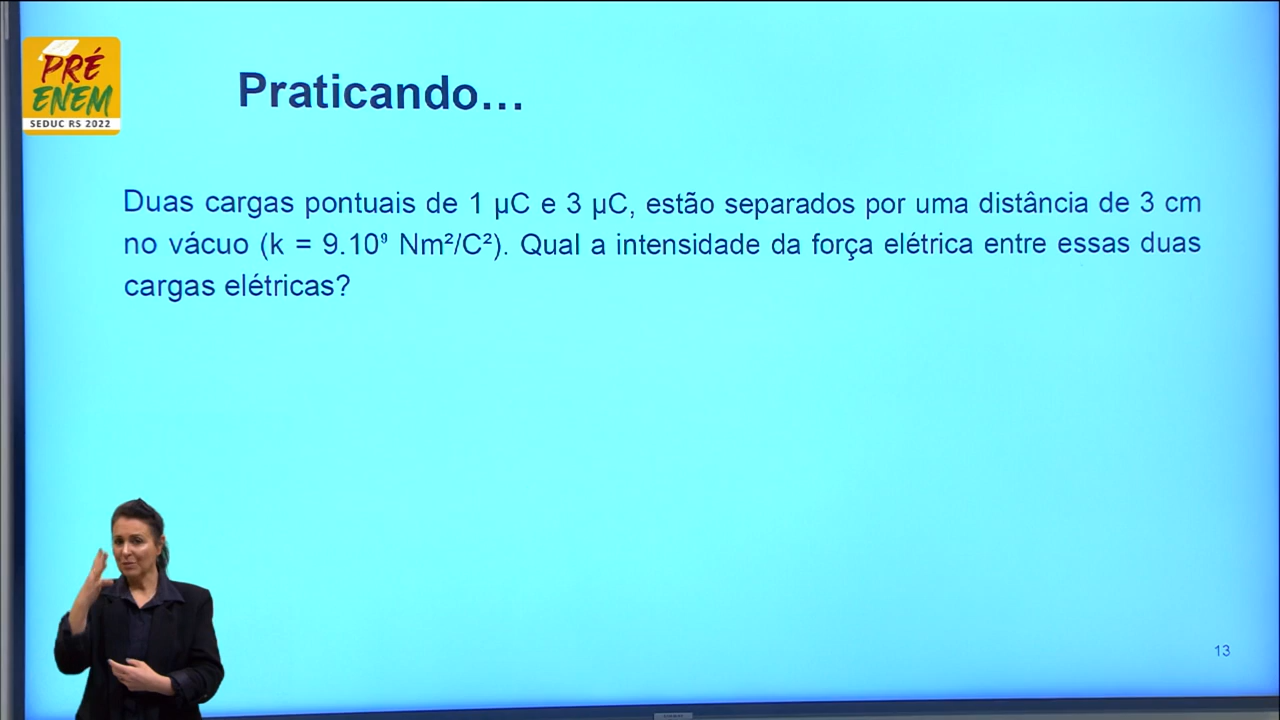 PRÉ
ENEM
SEDUC RS 2022
Praticando...
Duas cargas pontuais de 1 μC e 3 μC, estão separados por uma distância de 3 cm
no vácuo (k = 9.10⁹ Nm²/C²). Qual a intensidade da força elétrica entre essas duas
cargas elétricas?
13